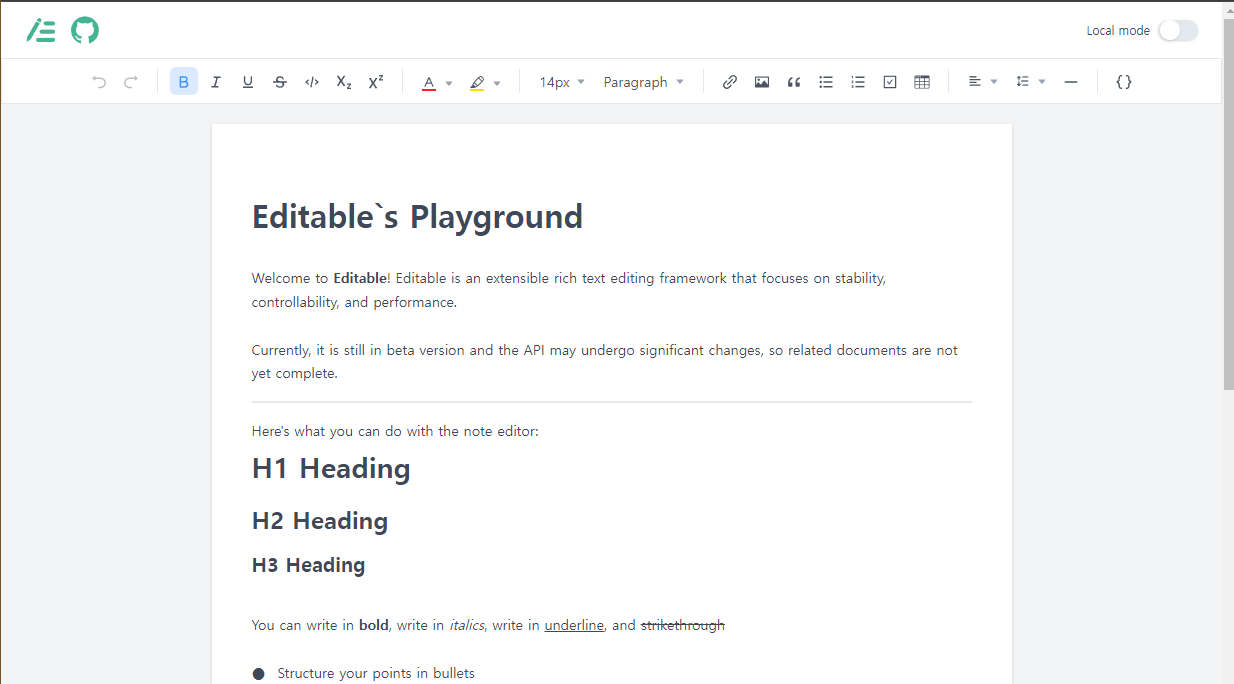 Local mode
B I U S </> X2 X2 A 14px Paragraph {}
Editable`s Playground
Welcome to Editable! Editable is an extensible rich text editing framework that focuses on stability,
controllability, and performance.
Currently, it is still in beta version and the API may undergo significant changes, so related documents are not
yet complete.
Here's what you can do with the note editor:
H1 Heading
H2 Heading
H3 Heading
You can write in bold, write in italics, write in underline, and strikethrough
Structure your points in bullets